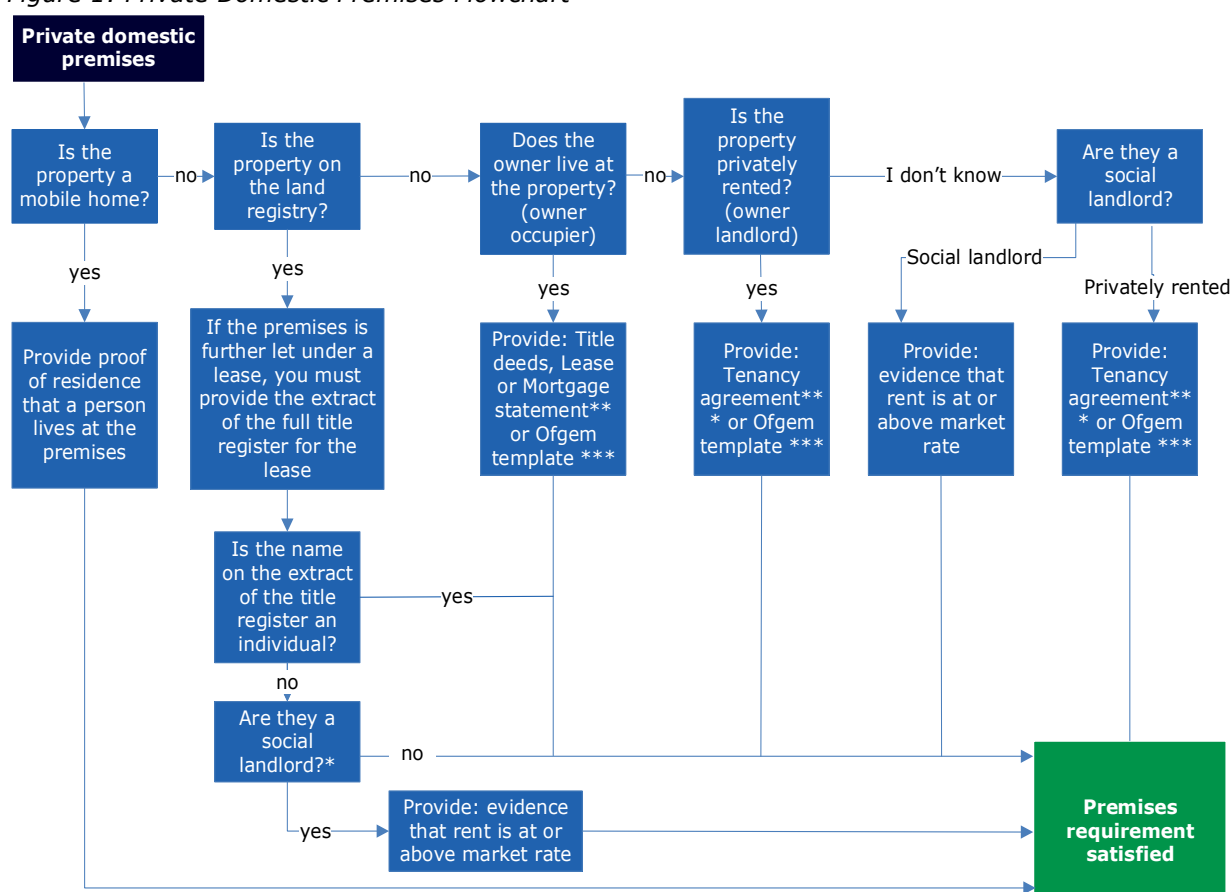 Figure 1: Private Domestic Premises Flowchart
Private domestic
premises
Is the
property a
mobile home?
no
Is the
property on
the land
registry?
no
Does the
owner live at
the property?
(owner
occupier)
no
Is the
property
privately
rented?
(owner
landlord)
I don't know
Are they a
social
landlord?
yes
yes
yes
yes
Social landlord
Privately rented
Provide proof
of residence
that a person
lives at the
premises
If the premises is
further let under a
lease, you must
provide the extract
of the full title
register for the
lease
Provide: Title
deeds, Lease
or Mortgage
statement**
or Ofgem
template ***
Provide:
Tenancy
agreement**
* or Ofgem
template ***
Provide:
evidence that
rent is at or
above market
rate
Provide:
Tenancy
agreement**
* or Ofgem
template ***
Is the name
on the extract
of the title
register an
individual?
yes
no
Are they a
social
landlord?*
no
yes
Provide: evidence
that rent is at or
above market rate
Premises
requirement
satisfied